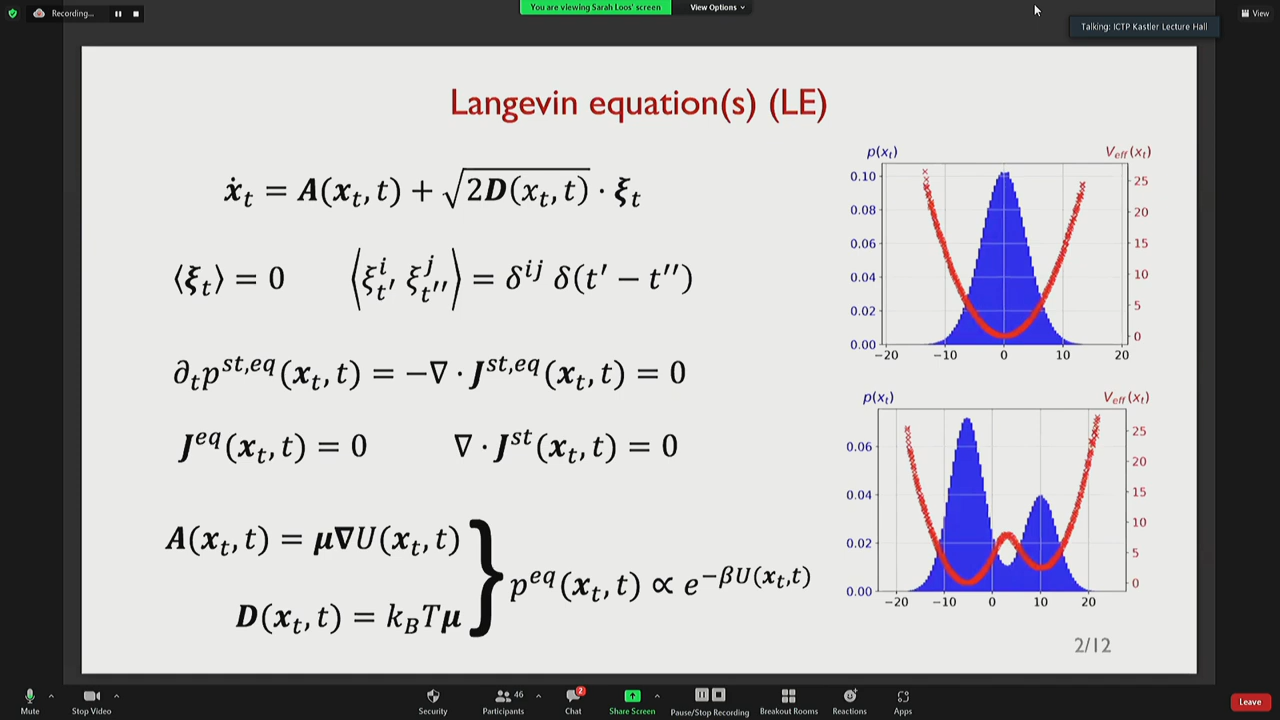 Recording...
You are viewing Sarah Loos' screen
View Options
View
Talking: ICTP Kastler Lecture Hall
Langevin equation(s) (LE)
ẋ_t = A(x_t, t) + √(2D(x_t, t)) · ξ_t
⟨ξ_t⟩ = 0 ⟨ξ^i_{t′} ξ^j_{t′′}⟩ = δ^{ij} δ(t′ − t′′)
∂_t p^{st,eq}(x_t, t) = −∇ · J^{st,eq}(x_t, t) = 0
J^{eq}(x_t, t) = 0 ∇ · J^{st}(x_t, t) = 0
A(x_t, t) = μ∇U(x_t, t)
D(x_t, t) = k_B T μ
} p^{eq}(x_t, t) ∝ e^{−βU(x_t,t)}
p(x_t) V_eff(x_t)
0.10
0.08
0.06
0.04
0.02
0.00
25
20
15
10
5
0
−20 −10 0 10 20
p(x_t) V_eff(x_t)
0.06
0.04
0.02
0.00
25
20
15
10
5
0
−20 −10 0 10 20
2/12
Mute
Stop Video
Security
Participants 46
Chat 2
Share Screen
Pause/Stop Recording
Breakout Rooms
Reactions
Apps
Leave